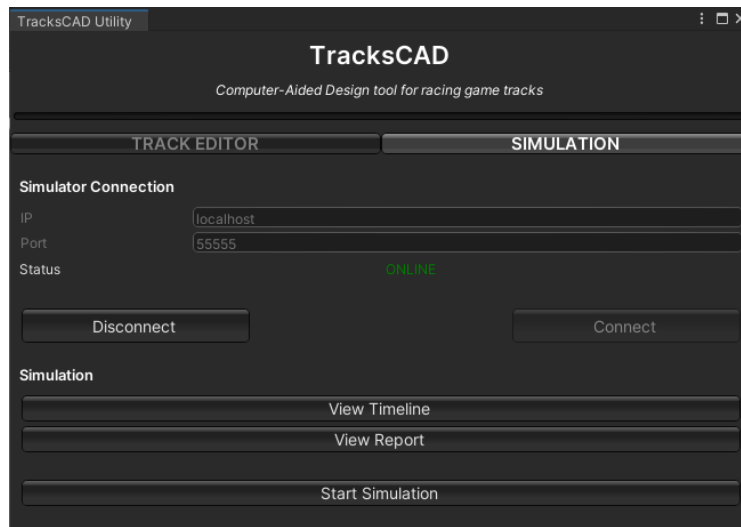 TracksCAD Utility
TracksCAD
Computer-Aided Design tool for racing game tracks
TRACK EDITOR SIMULATION
Simulator Connection
IP localhost
Port 55555
Status ONLINE
Disconnect Connect
Simulation
View Timeline
View Report
Start Simulation